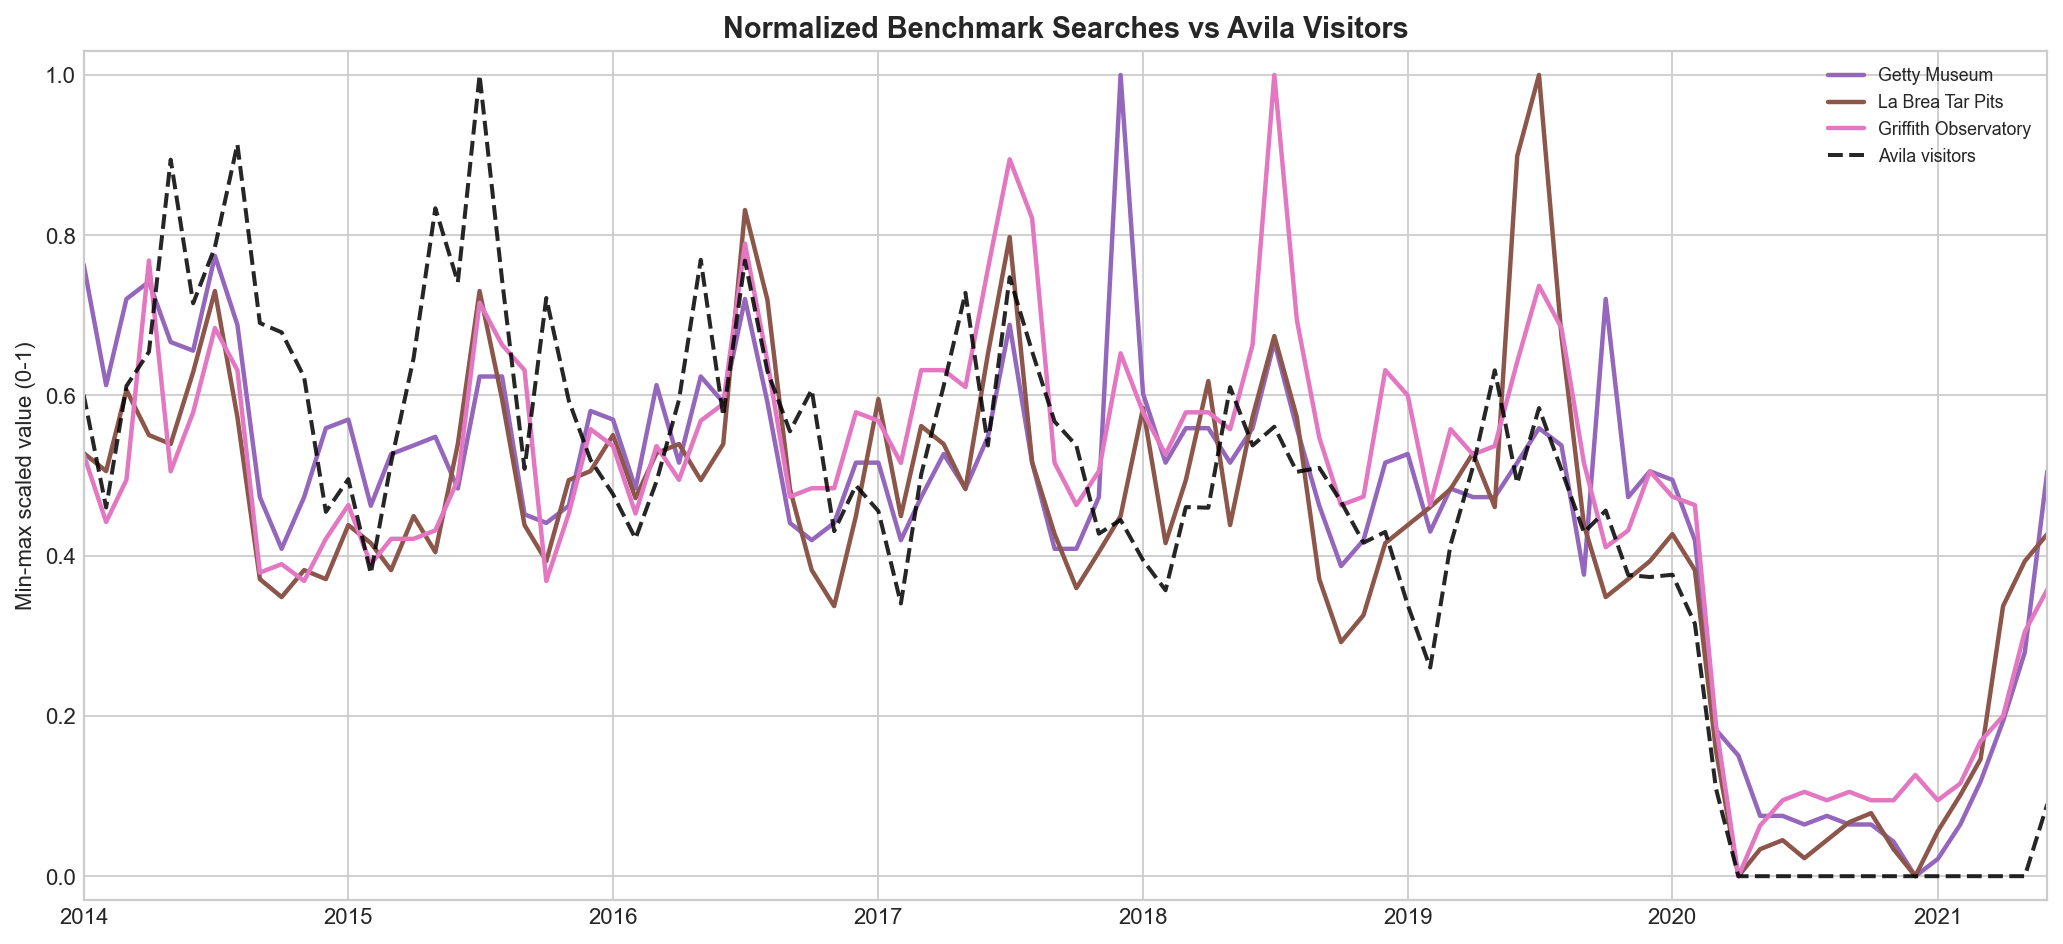 Normalized Benchmark Searches vs Avila Visitors
Getty Museum
La Brea Tar Pits
Griffith Observatory
Avila visitors
Min-max scaled value (0-1)
1.0
0.8
0.6
0.4
0.2
0.0
2014
2015
2016
2017
2018
2019
2020
2021